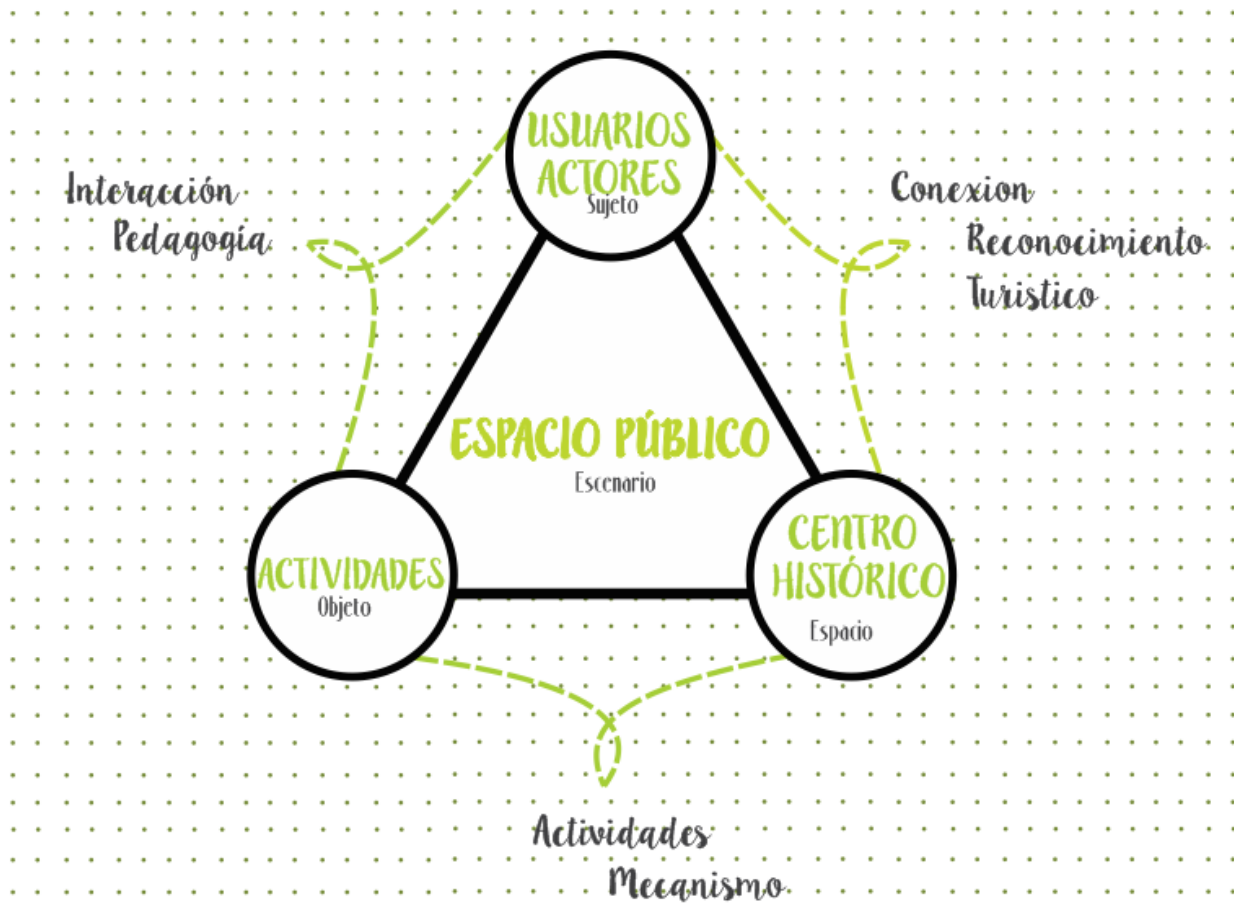 USUARIOS
ACTORES
Sujeto
Interacción
Pedagogía
Conexion
Reconocimiento
Turistico
ESPACIO PÚBLICO
Escenario
ACTIVIDADES
Objeto
CENTRO
HISTÓRICO
Espacio
Actividades
Mecanismo